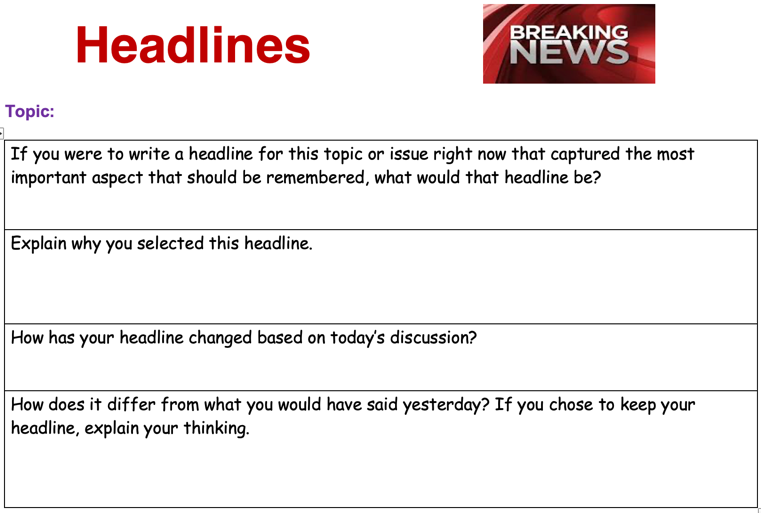 Headlines
BREAKING
NEWS
Topic:
If you were to write a headline for this topic or issue right now that captured the most
important aspect that should be remembered, what would that headline be?
Explain why you selected this headline.
How has your headline changed based on today's discussion?
How does it differ from what you would have said yesterday? If you chose to keep your
headline, explain your thinking.